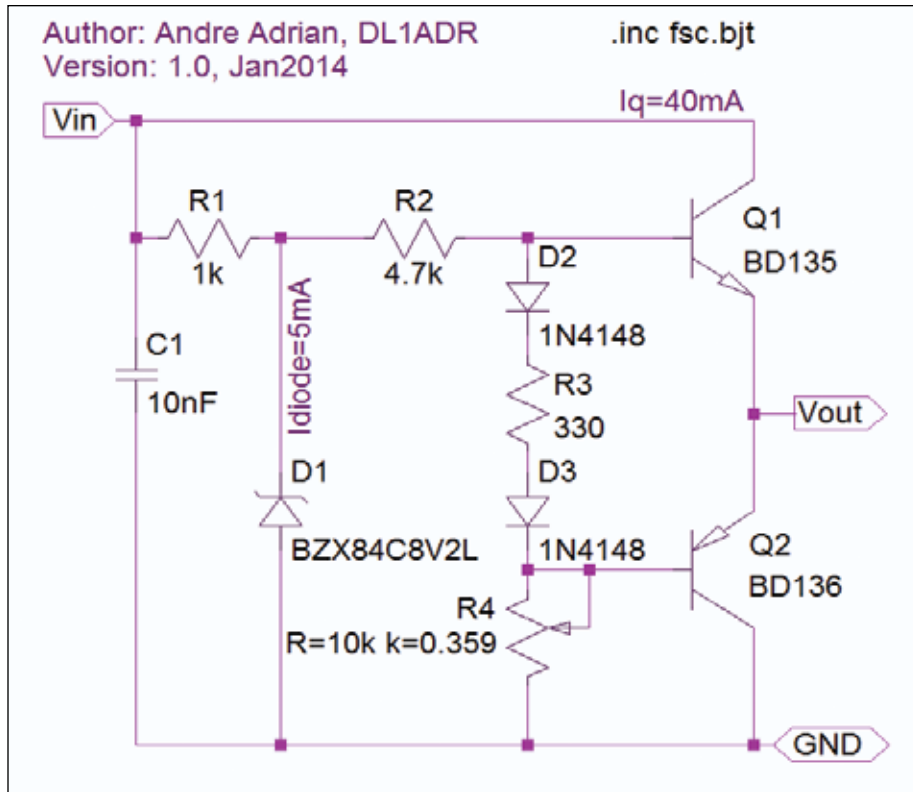 Author: Andre Adrian, DL1ADR
.inc fsc.bjt
Version: 1.0, Jan2014
Iq=40mA
Vin
R1
R2
Q1
1k
4.7k
BD135
D2
Idiode=5mA
1N4148
C1
10nF
R3
330
Vout
D1
D3
BZX84C8V2L
1N4148
Q2
BD136
R4
R=10k k=0.359
GND